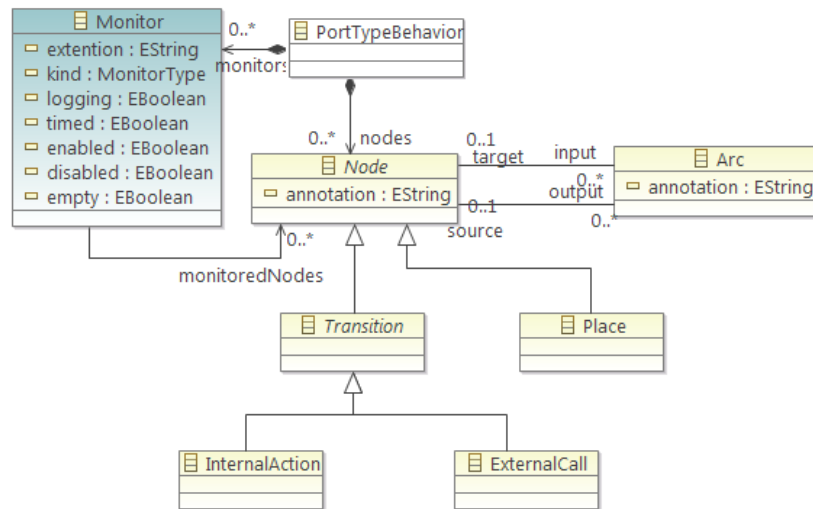 Monitor
extention : EString
kind : MonitorType
logging : EBoolean
timed : EBoolean
enabled : EBoolean
disabled : EBoolean
empty : EBoolean
0..*
monitors
PortTypeBehavior
0..*
nodes
Node
annotation : EString
0..1
target
input
0..*
output
0..1
source
0..*
Arc
annotation : EString
0..*
monitoredNodes
Transition
Place
InternalAction
ExternalCall